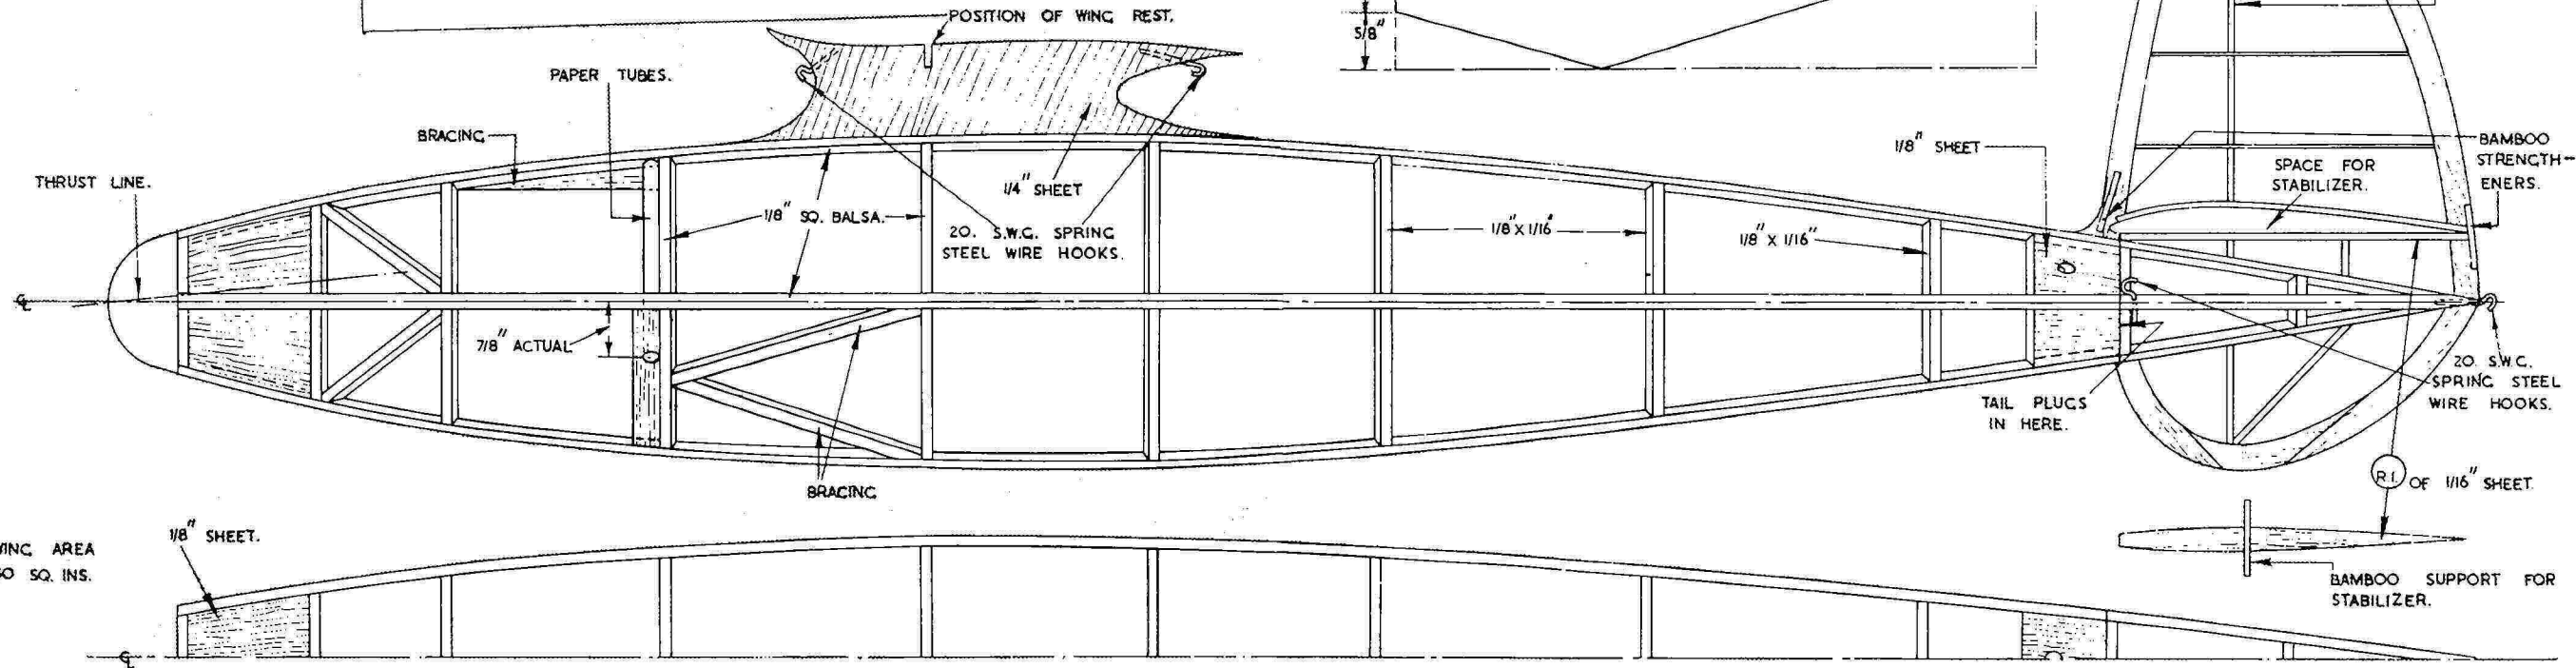 POSITION OF WING REST.
5/8"
PAPER TUBES.
BRACING
THRUST LINE.
1/4" SHEET
1/8" SQ. BALSA.
20. S.W.G. SPRING
STEEL WIRE HOOKS.
1/8" X 1/16"
1/8" X 1/16"
1/8" SHEET
SPACE FOR
STABILIZER.
BAMBOO
STRENGTH-
ENERS.
℄
7/8" ACTUAL
BRACING
TAIL PLUGS
IN HERE.
20. S.W.G.
SPRING STEEL
WIRE HOOKS.
R.1. OF 1/16" SHEET.
BAMBOO SUPPORT FOR
STABILIZER.
1/8" SHEET.
AREA
SQ. INS.
℄